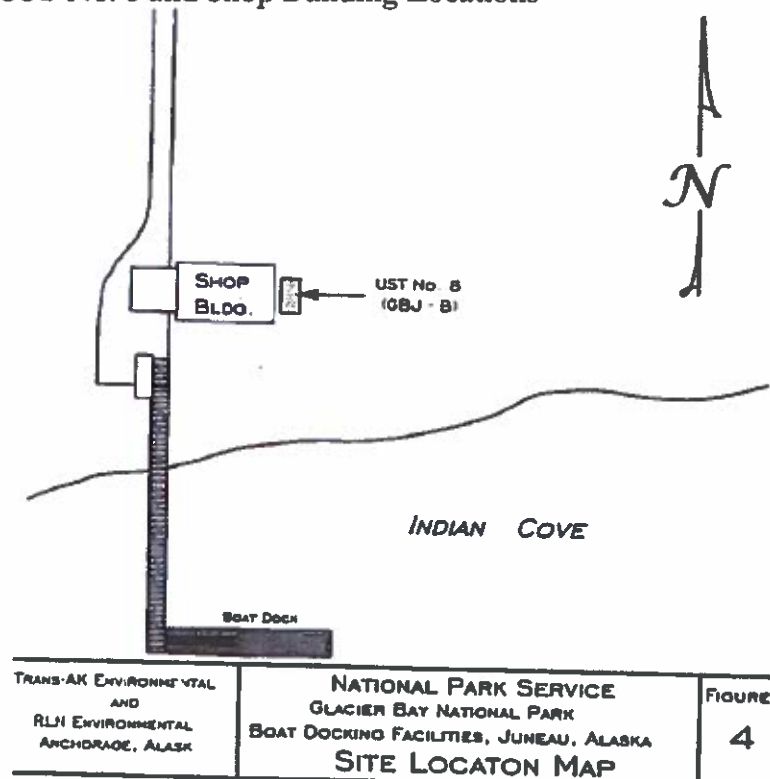 and Shop Building Locations
N
SHOP
BLDG.
UST No. 8
(GBJ - 8)
INDIAN COVE
BOAT DOCK
TRANS-AK ENVIRONMENTAL
AND
RLN ENVIRONMENTAL
ANCHORAGE, ALASK
NATIONAL PARK SERVICE
GLACIER BAY NATIONAL PARK
BOAT DOCKING FACILITIES, JUNEAU, ALASKA
SITE LOCATON MAP
FIGURE
4